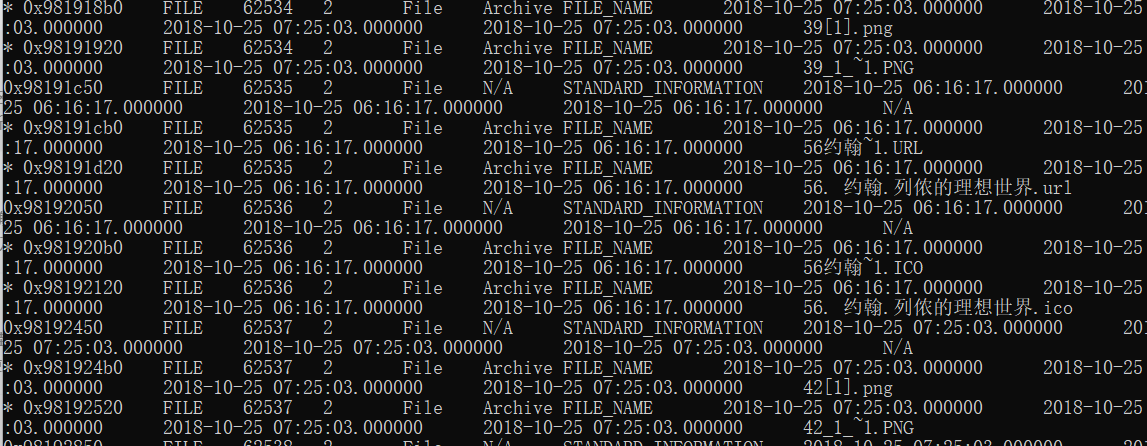 * 0x981918b0 FILE 62534 2 File Archive FILE_NAME 2018-10-25 07:25:03.000000 2018-10-25
:03.000000 2018-10-25 07:25:03.000000 2018-10-25 07:25:03.000000 39[1].png
* 0x98191920 FILE 62534 2 File Archive FILE_NAME 2018-10-25 07:25:03.000000 2018-10-25
:03.000000 2018-10-25 07:25:03.000000 2018-10-25 07:25:03.000000 39_1_~1.PNG
0x98191c50 FILE 62535 2 File N/A STANDARD_INFORMATION 2018-10-25 06:16:17.000000 201
25 06:16:17.000000 2018-10-25 06:16:17.000000 2018-10-25 06:16:17.000000 N/A
* 0x98191cb0 FILE 62535 2 File Archive FILE_NAME 2018-10-25 06:16:17.000000 2018-10-25
:17.000000 2018-10-25 06:16:17.000000 2018-10-25 06:16:17.000000 56约翰~1.URL
* 0x98191d20 FILE 62535 2 File Archive FILE_NAME 2018-10-25 06:16:17.000000 2018-10-25
:17.000000 2018-10-25 06:16:17.000000 2018-10-25 06:16:17.000000 56. 约翰.列侬的理想世界.url
0x98192050 FILE 62536 2 File N/A STANDARD_INFORMATION 2018-10-25 06:16:17.000000 201
25 06:16:17.000000 2018-10-25 06:16:17.000000 2018-10-25 06:16:17.000000 N/A
* 0x981920b0 FILE 62536 2 File Archive FILE_NAME 2018-10-25 06:16:17.000000 2018-10-25
:17.000000 2018-10-25 06:16:17.000000 2018-10-25 06:16:17.000000 56约翰~1.ICO
* 0x98192120 FILE 62536 2 File Archive FILE_NAME 2018-10-25 06:16:17.000000 2018-10-25
:17.000000 2018-10-25 06:16:17.000000 2018-10-25 06:16:17.000000 56. 约翰.列侬的理想世界.ico
0x98192450 FILE 62537 2 File N/A STANDARD_INFORMATION 2018-10-25 07:25:03.000000 201
25 07:25:03.000000 2018-10-25 07:25:03.000000 2018-10-25 07:25:03.000000 N/A
* 0x981924b0 FILE 62537 2 File Archive FILE_NAME 2018-10-25 07:25:03.000000 2018-10-25
:03.000000 2018-10-25 07:25:03.000000 2018-10-25 07:25:03.000000 42[1].png
* 0x98192520 FILE 62537 2 File Archive FILE_NAME 2018-10-25 07:25:03.000000 2018-10-25
:03.000000 2018-10-25 07:25:03.000000 2018-10-25 07:25:03.000000 42_1_~1.PNG